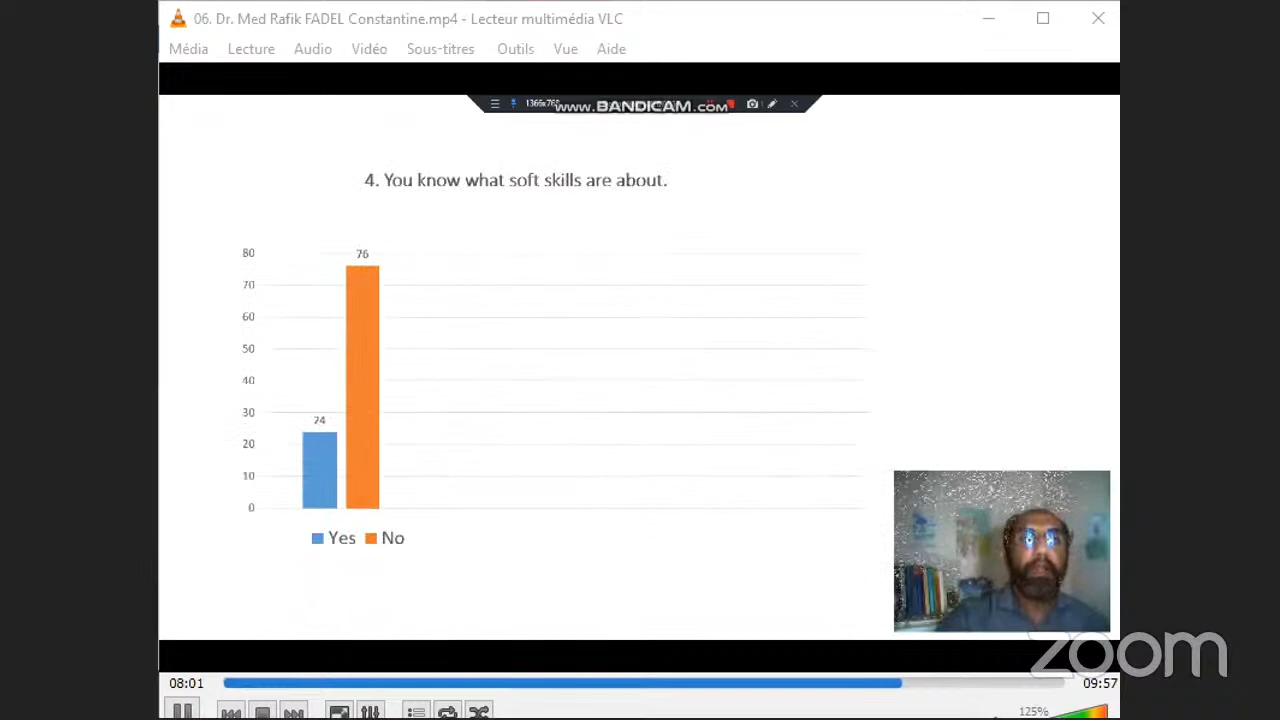 06. Dr. Med Rafik FADEL Constantine.mp4 - Lecteur multimédia VLC
Média Lecture Audio Vidéo Sous-titres Outils Vue Aide
1366x768
www.BANDICAM.COM
4. You know what soft skills are about.
80
76
70
60
50
40
30
24
20
10
0
Yes No
zoom
08:01 09:57
125%